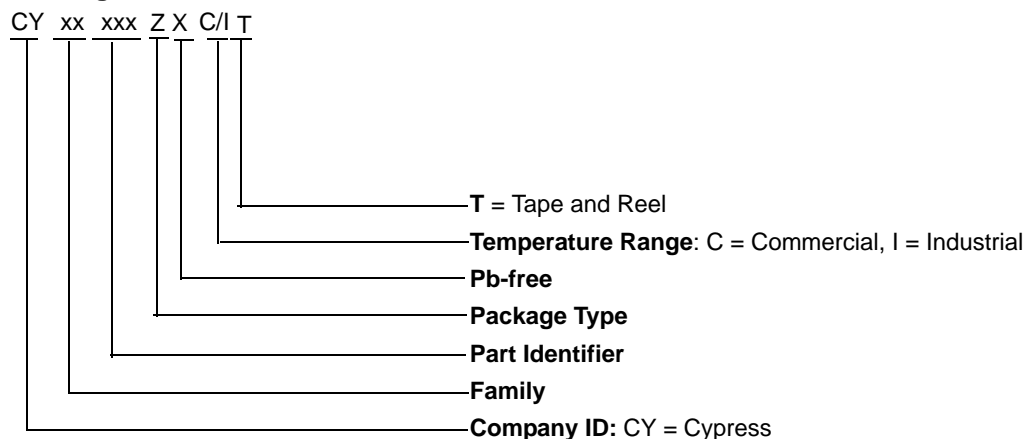 CY xx xxx Z X C/I T
T = Tape and Reel
Temperature Range: C = Commercial, I = Industrial
Pb-free
Package Type
Part Identifier
Family
Company ID: CY = Cypress